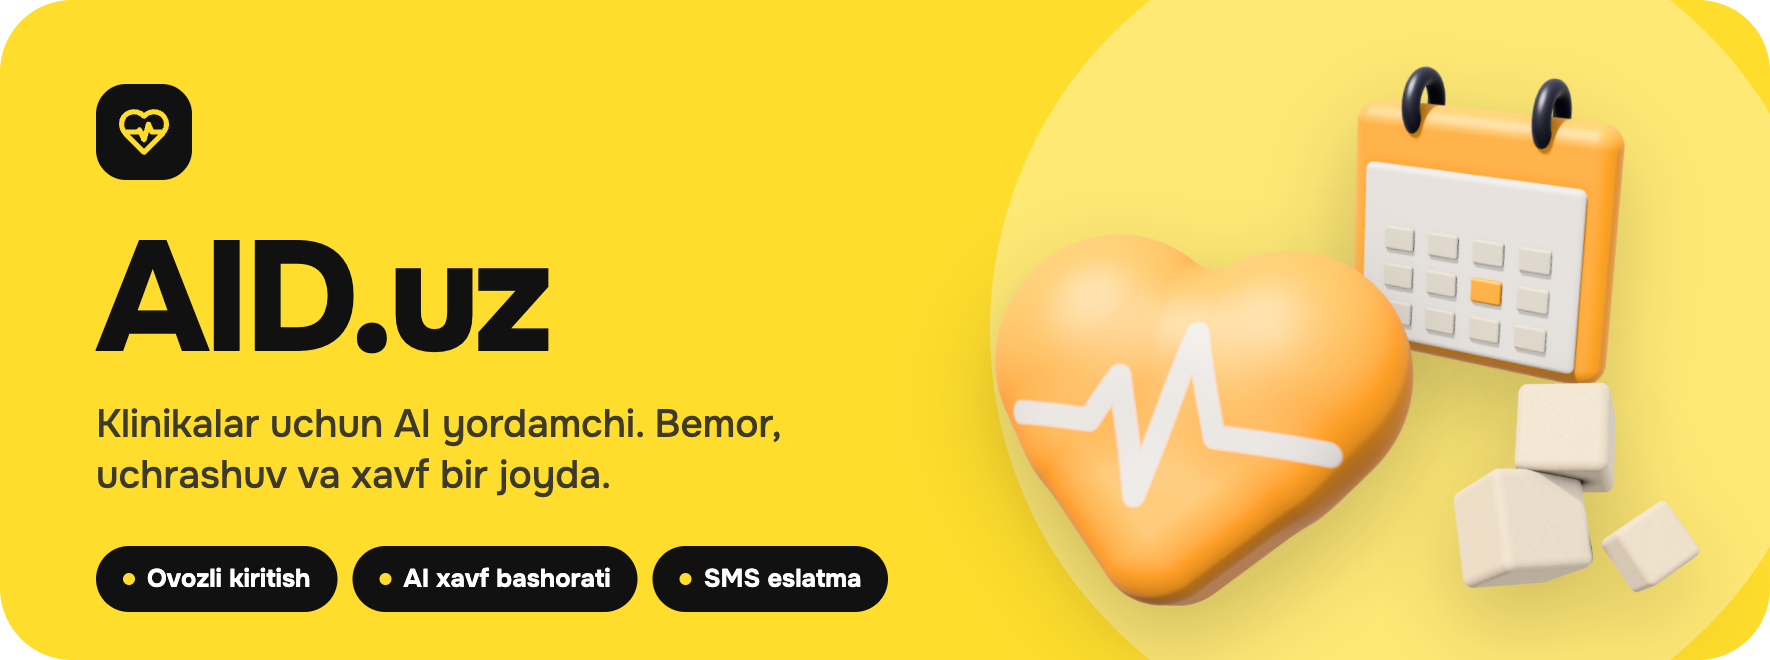 AID.uz
Klinikalar uchun AI yordamchi. Bemor,
uchrashuv va xavf bir joyda.
Ovozli kiritish
AI xavf bashorati
SMS eslatma